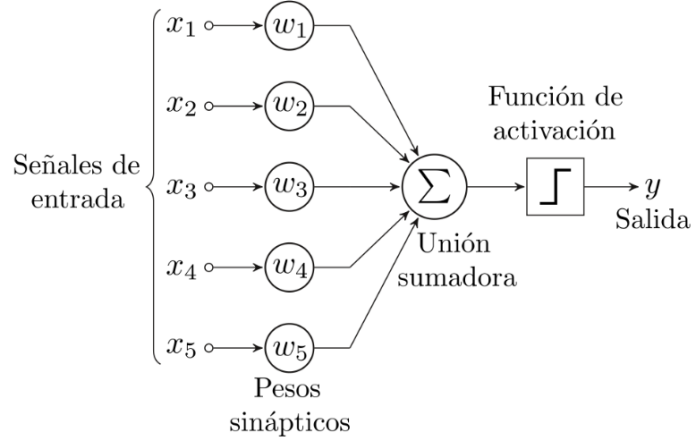 x1
w1
x2
w2
Función de
activación
Señales de
entrada
x3
w3
∑
y
Salida
Unión
sumadora
x4
w4
x5
w5
Pesos
sinápticos